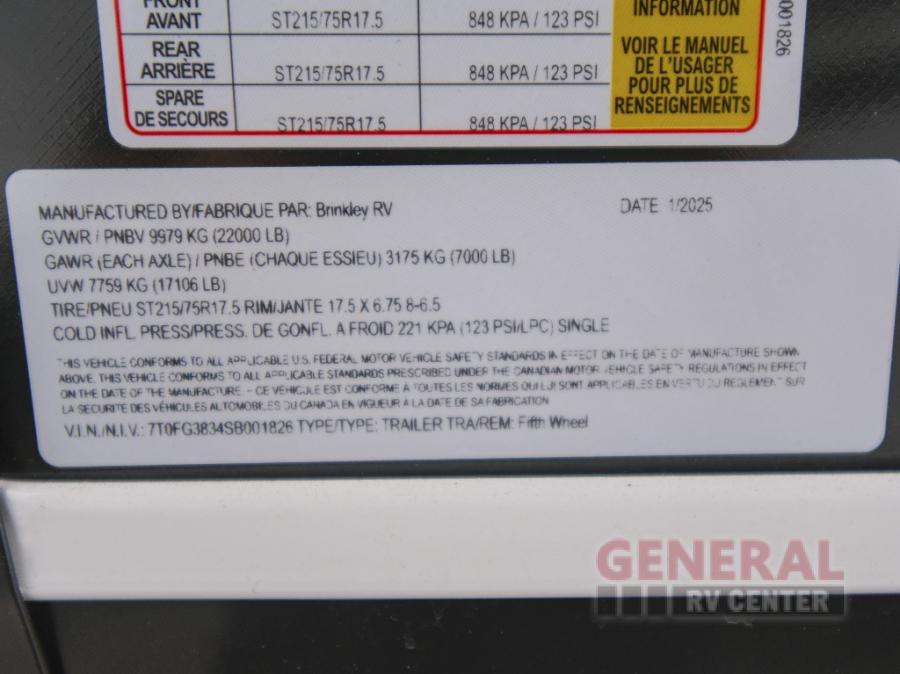 FRONT
AVANT ST215/75R17.5 848 KPA / 123 PSI
REAR
ARRIÈRE ST215/75R17.5 848 KPA / 123 PSI
SPARE
DE SECOURS ST215/75R17.5 848 KPA / 123 PSI
INFORMATION
VOIR LE MANUEL
DE L'USAGER
POUR PLUS DE
RENSEIGNEMENTS
001826
MANUFACTURED BY/FABRIQUE PAR: Brinkley RV DATE 1/2025
GVWR / PNBV 9979 KG (22000 LB)
GAWR (EACH AXLE) / PNBE (CHAQUE ESSIEU) 3175 KG (7000 LB)
UVW 7759 KG (17106 LB)
TIRE/PNEU ST215/75R17.5 RIM/JANTE 17.5 X 6.75 8-6.5
COLD INFL. PRESS/PRESS. DE GONFL. A FROID 221 KPA (123 PSI/LPC) SINGLE
THIS VEHICLE CONFORMS TO ALL APPLICABLE U.S. FEDERAL MOTOR VEHICLE SAFETY STANDARDS IN EFFECT ON THE DATE OF MANUFACTURE SHOWN
ABOVE. THIS VEHICLE CONFORMS TO ALL APPLICABLE STANDARDS PRESCRIBED UNDER THE CANADIAN MOTOR VEHICLE SAFETY REGULATIONS IN EFFECT
ON THE DATE OF THE MANUFACTURE. - CE VEHICULE EST CONFORME A TOUTES LES NORMES QUI LUI SONT APPLICABLES EN VERTU DU REGLEMENT SUR
LA SECURITE DES VÉHICULES AUTOMOBILES DU CANADA EN VIGUEUR À LA DATE DE SA FABRICATION
V.I.N./N.I.V.: 7T0FG3834SB001826 TYPE/TYPE: TRAILER TRA/REM: Fifth Wheel
GENERAL
RV CENTER